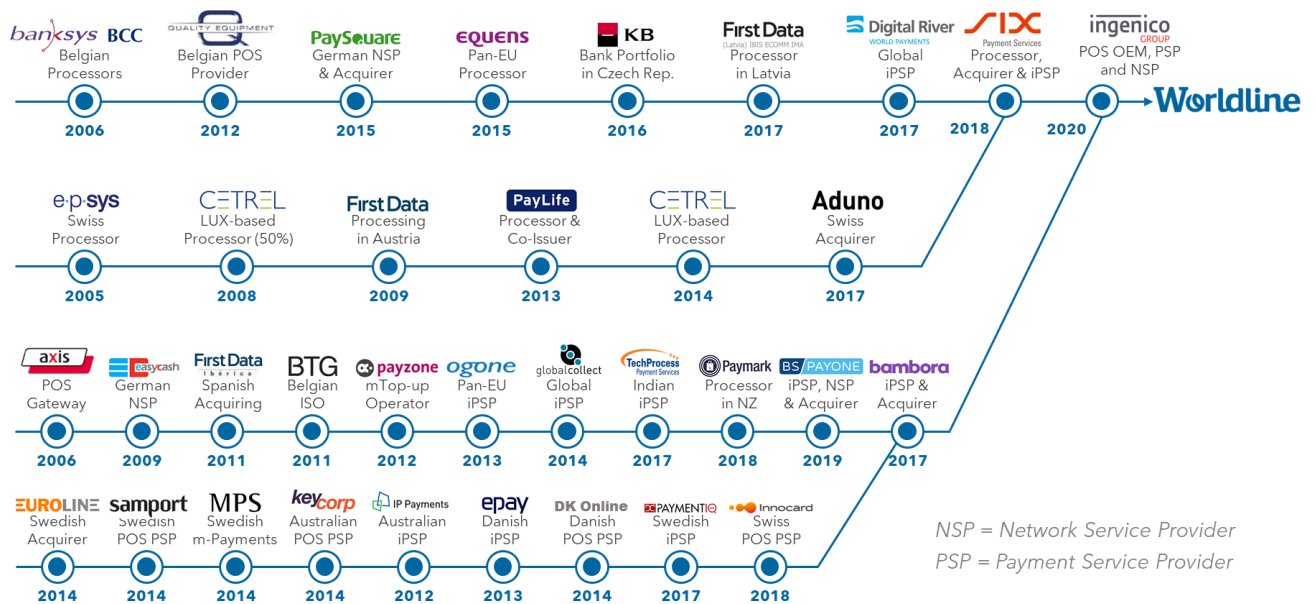 banksys BCC
Belgian
Processors
2006
QUALITY EQUIPMENT
Belgian POS
Provider
2012
PaySquare
German NSP
& Acquirer
2015
equens
Pan-EU
Processor
2015
KB
Bank Portfolio
in Czech Rep.
2016
First Data
(Latvia) IBIS ECOMM IMA
Processor
in Latvia
2017
Digital River
WORLD PAYMENTS
Global
iPSP
2017
SIX
Payment Services
Processor,
Acquirer & iPSP
2018
ingenico
GROUP
POS OEM, PSP
and NSP
2020
Worldline
e·p·sys
Swiss
Processor
2005
CETREL
LUX-based
Processor (50%)
2008
First Data
Processing
in Austria
2009
PayLife
Processor &
Co-Issuer
2013
CETREL
LUX-based
Processor
2014
Aduno
Swiss
Acquirer
2017
axis
POS
Gateway
2006
easycash
German
NSP
2009
First Data
Ibérica
Spanish
Acquiring
2011
BTG
Belgian
ISO
2011
payzone
mTop-up
Operator
2012
ogone
Pan-EU
iPSP
2013
globalcollect
Global
iPSP
2014
TechProcess
Payment Services
Indian
iPSP
2017
Paymark
Processor
in NZ
2018
BS PAYONE
iPSP, NSP
& Acquirer
2019
bambora
iPSP &
Acquirer
2017
EUROLINE
Swedish
Acquirer
2014
samport
Swedish
POS PSP
2014
MPS
Swedish
m-Payments
2014
keycorp
Australian
POS PSP
2014
IP Payments
Australian
iPSP
2012
epay
Danish
iPSP
2013
DK Online
Danish
POS PSP
2014
PAYMENTIQ
Swedish
iPSP
2017
Innocard
Swiss
POS PSP
2018
NSP = Network Service Provider
PSP = Payment Service Provider